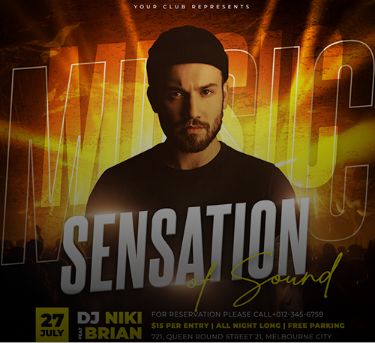 YOUR CLUB REPRESENTS
MUSIC
SENSATION
of Sound
27
JULY
DJ NIKI
FEAT BRIAN
FOR RESERVATION PLEASE CALL+012-345-6759
$15 PER ENTRY | ALL NIGHT LONG | FREE PARKING
721, QUEEN ROUND STREET 21, MELBOURNE CITY